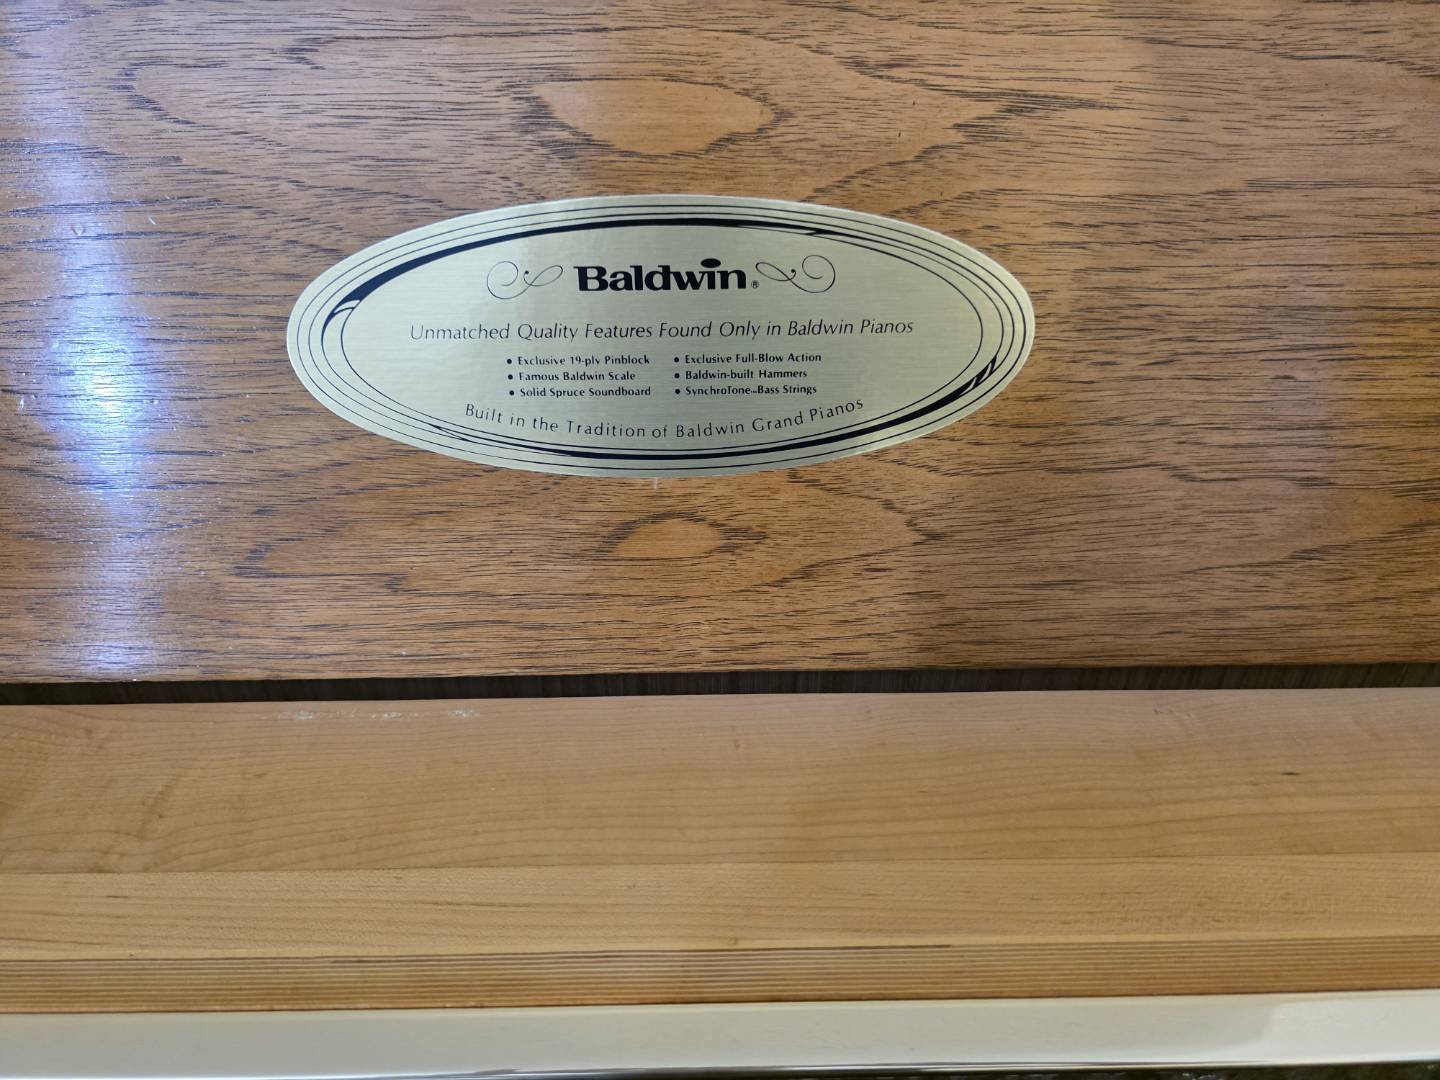 Baldwin®
Unmatched Quality Features Found Only in Baldwin Pianos
• Exclusive 19-ply Pinblock
• Famous Baldwin Scale
• Solid Spruce Soundboard
• Exclusive Full-Blow Action
• Baldwin-built Hammers
• SynchroTone™ Bass Strings
Built in the Tradition of Baldwin Grand Pianos